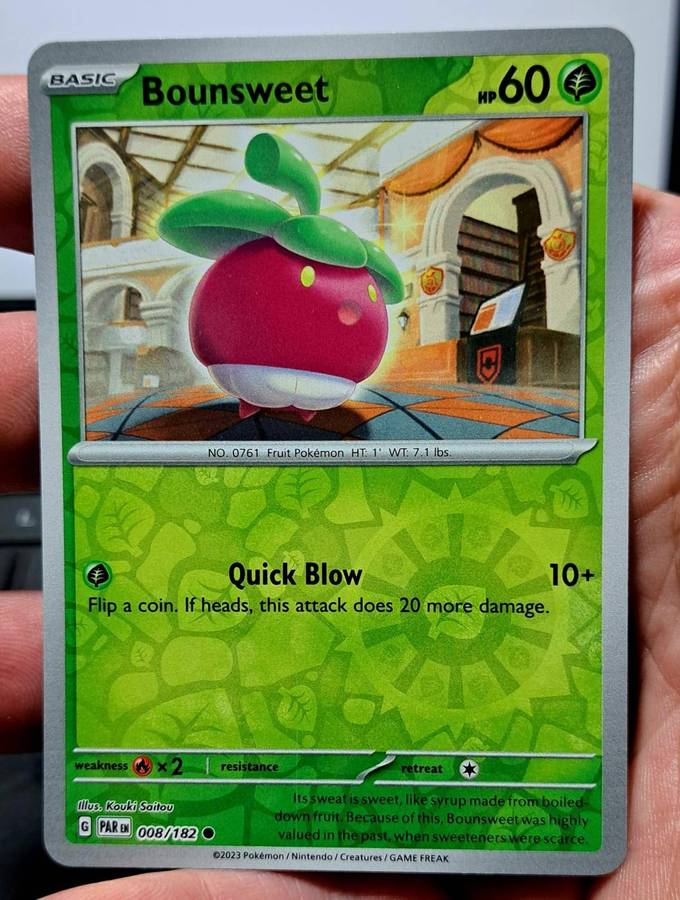 BASIC Bounsweet HP 60
NO. 0761 Fruit Pokémon HT: 1' WT: 7.1 lbs.
Quick Blow 10+
Flip a coin. If heads, this attack does 20 more damage.
weakness ×2 resistance retreat
Illus. Kouki Saitou
Its sweat is sweet, like syrup made from boiled-
down fruit. Because of this, Bounsweet was highly
valued in the past, when sweeteners were scarce.
G PAR EN 008/182
©2023 Pokémon / Nintendo / Creatures / GAME FREAK